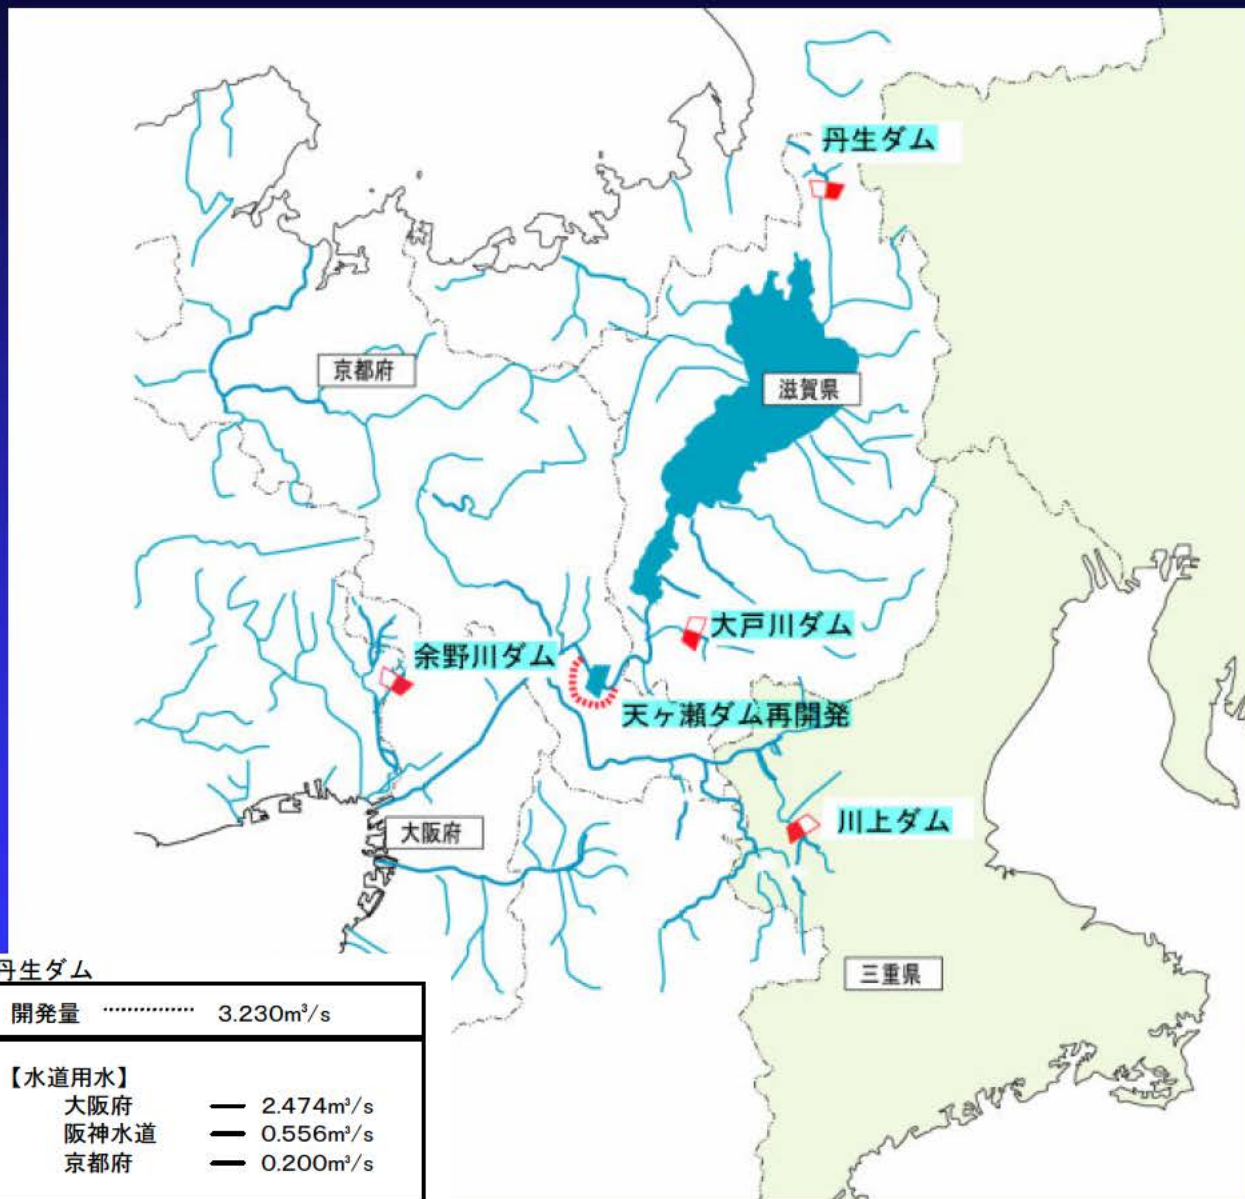 丹生ダム
京都府
滋賀県
大戸川ダム
余野川ダム
天ヶ瀬ダム再開発
川上ダム
大阪府
三重県
丹生ダム
開発量 ‥‥‥‥‥ 3.230m³/s
【水道用水】
大阪府 ― 2.474m³/s
阪神水道 ― 0.556m³/s
京都府 ― 0.200m³/s